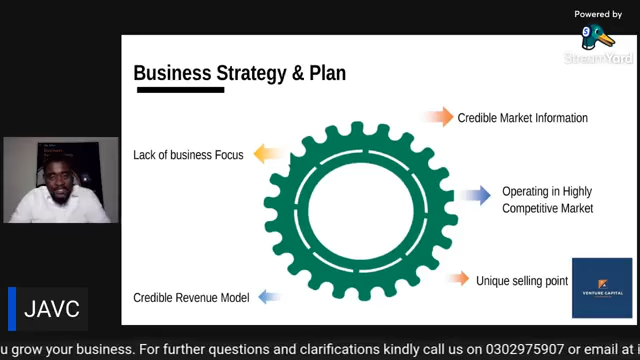 Powered by
StreamYard
Business Strategy & Plan
Credible Market Information
Lack of business Focus
Operating in Highly
Competitive Market
Unique selling point
VENTURE CAPITAL
Credible Revenue Model
JAVC
u grow your business. For further questions and clarifications kindly call us on 0302975907 or email at i